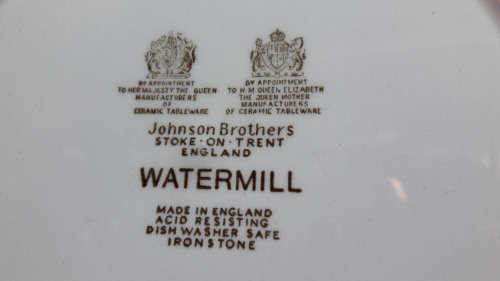 BY APPOINTMENT
TO HER MAJESTY THE QUEEN
MANUFACTURERS
OF
CERAMIC TABLEWARE
BY APPOINTMENT
TO H. M. QUEEN ELIZABETH
THE QUEEN MOTHER
MANUFACTURERS
OF CERAMIC TABLEWARE
Johnson Brothers
STOKE-ON-TRENT
ENGLAND
WATERMILL
MADE IN ENGLAND
ACID RESISTING
DISH WASHER SAFE
IRONSTONE